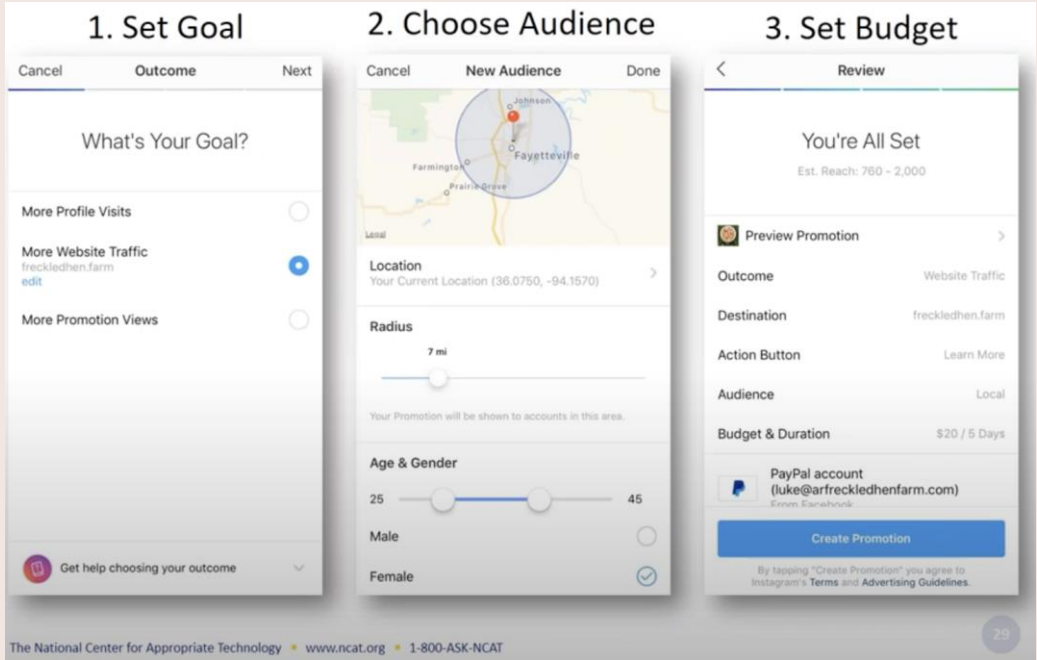 1. Set Goal
Cancel Outcome Next
What's Your Goal?
More Profile Visits
More Website Traffic
freckledhen.farm
edit
More Promotion Views
Get help choosing your outcome
2. Choose Audience
Cancel New Audience Done
Johnson
Fayetteville
Farmington
Prairie Grove
Legal
Location
Your Current Location (36.0750, -94.1570)
Radius
7 mi
Your Promotion will be shown to accounts in this area.
Age & Gender
25 45
Male
Female
3. Set Budget
Review
You're All Set
Est. Reach: 760 - 2,000
Preview Promotion
Outcome Website Traffic
Destination freckledhen.farm
Action Button Learn More
Audience Local
Budget & Duration $20 / 5 Days
PayPal account
(luke@arfreckledhenfarm.com)
From Facebook
Create Promotion
By tapping "Create Promotion" you agree to
Instagram's Terms and Advertising Guidelines.
The National Center for Appropriate Technology • www.ncat.org • 1-800-ASK-NCAT
29